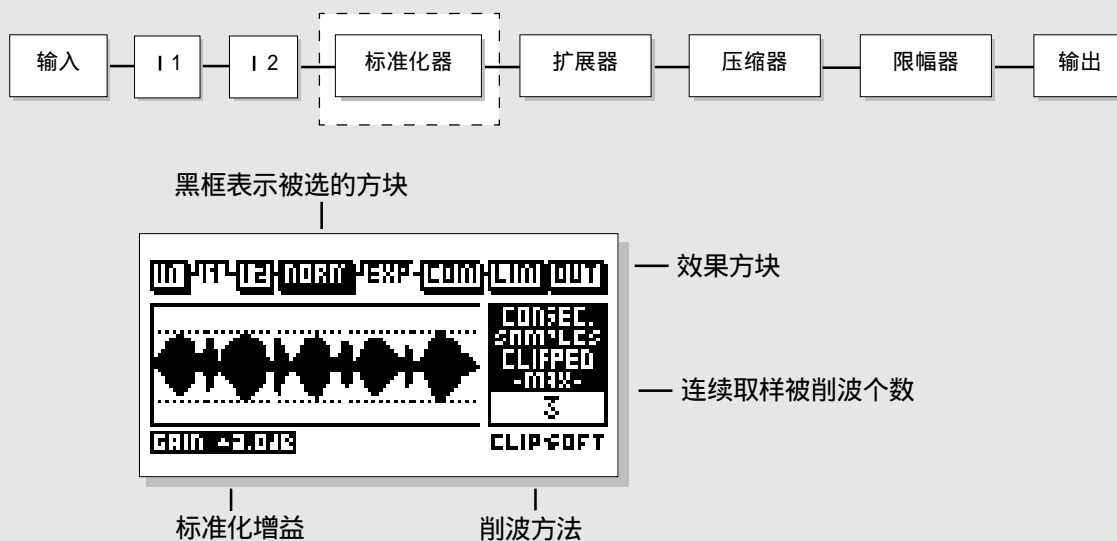 输入 I 1 I 2 标准化器 扩展器 压缩器 限幅器 输出
黑框表示被选的方块
IN I1 I2 NORM EXP COM LIM OUT
效果方块
CONSEC.
SAMPLES
CLIPPED
-MAX-
3
连续取样被削波个数
GAIN
CLIP:SOFT
标准化增益
削波方法